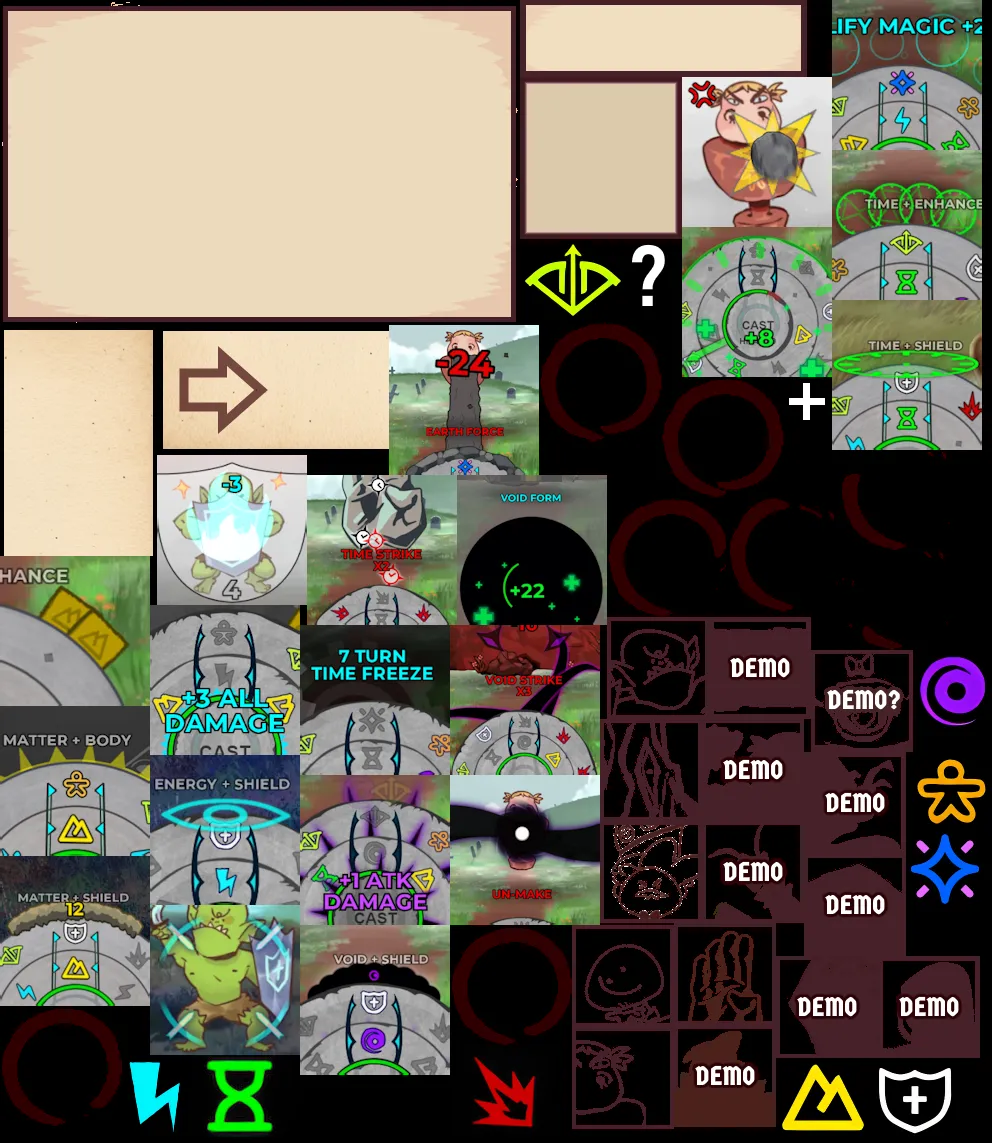 LIFY MAGIC +2
TIME + ENHANCE
?
CAST
+8
TIME + SHIELD
+
-24
EARTH FORCE
-3
4
TIME STRIKE
X2
VOID FORM
+22
HANCE
+3 ALL
DAMAGE
CAST
7 TURN
TIME FREEZE
VOID STRIKE
X3
DEMO
DEMO?
MATTER + BODY
ENERGY + SHIELD
DEMO
DEMO
+1 ATK
DAMAGE
CAST
UN-MAKE
DEMO
DEMO
MATTER + SHIELD
12
VOID + SHIELD
DEMO
DEMO
DEMO